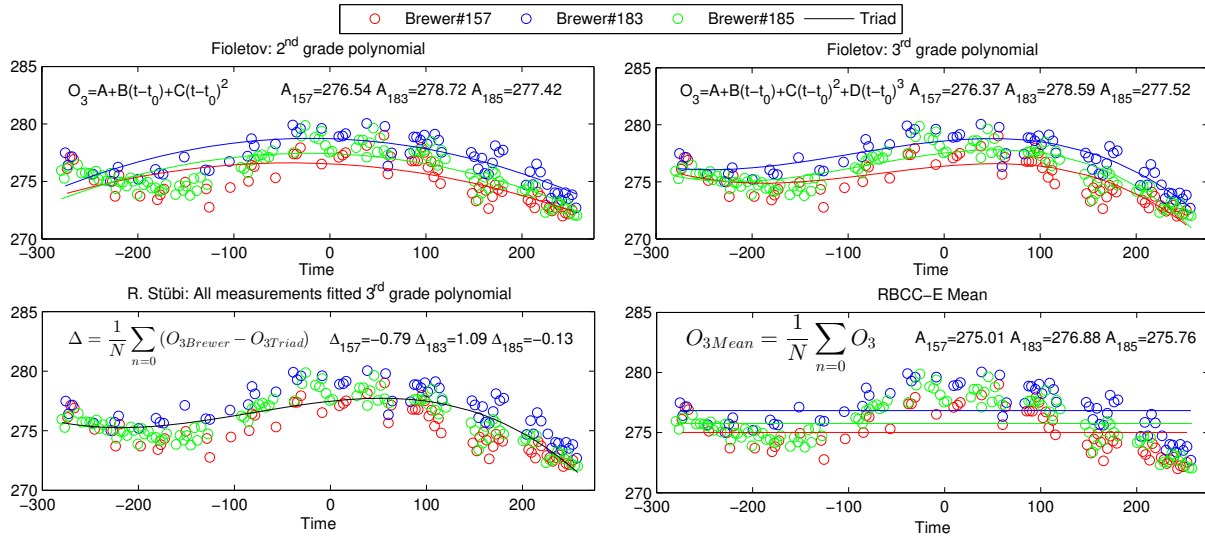 Brewer#157 Brewer#183 Brewer#185 Triad
Fioletov: 2nd grade polynomial
O3=A+B(t−t0)+C(t−t0)2 A157=276.54 A183=278.72 A185=277.42
285
280
275
270
−300 −200 −100 0 100 200
Time
Fioletov: 3rd grade polynomial
O3=A+B(t−t0)+C(t−t0)2+D(t−t0)3 A157=276.37 A183=278.59 A185=277.52
285
280
275
270
−300 −200 −100 0 100 200
Time
R. Stübi: All measurements fitted 3rd grade polynomial
Δ = 1/N ∑n=0 (O3Brewer − O3Triad) Δ157=−0.79 Δ183=1.09 Δ185=−0.13
285
280
275
270
−300 −200 −100 0 100 200
Time
RBCC−E Mean
O3Mean = 1/N ∑n=0 O3 A157=275.01 A183=276.88 A185=275.76
285
280
275
270
−300 −200 −100 0 100 200
Time